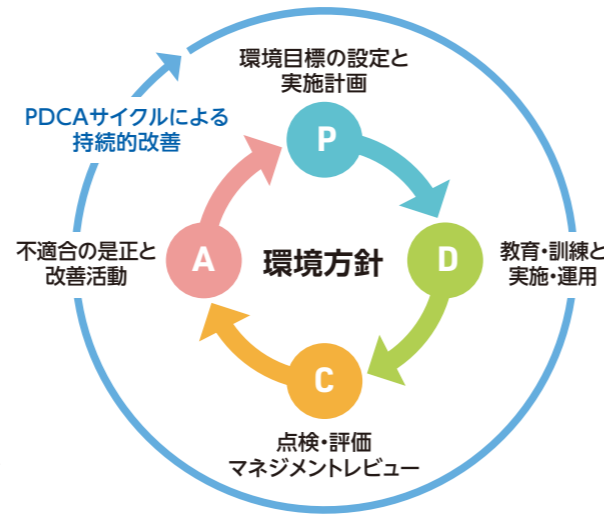 環境目標の設定と
実施計画
PDCAサイクルによる
持続的改善
P
不適合の是正と
改善活動
A
環境方針
D
教育・訓練と
実施・運用
C
点検・評価
マネジメントレビュー